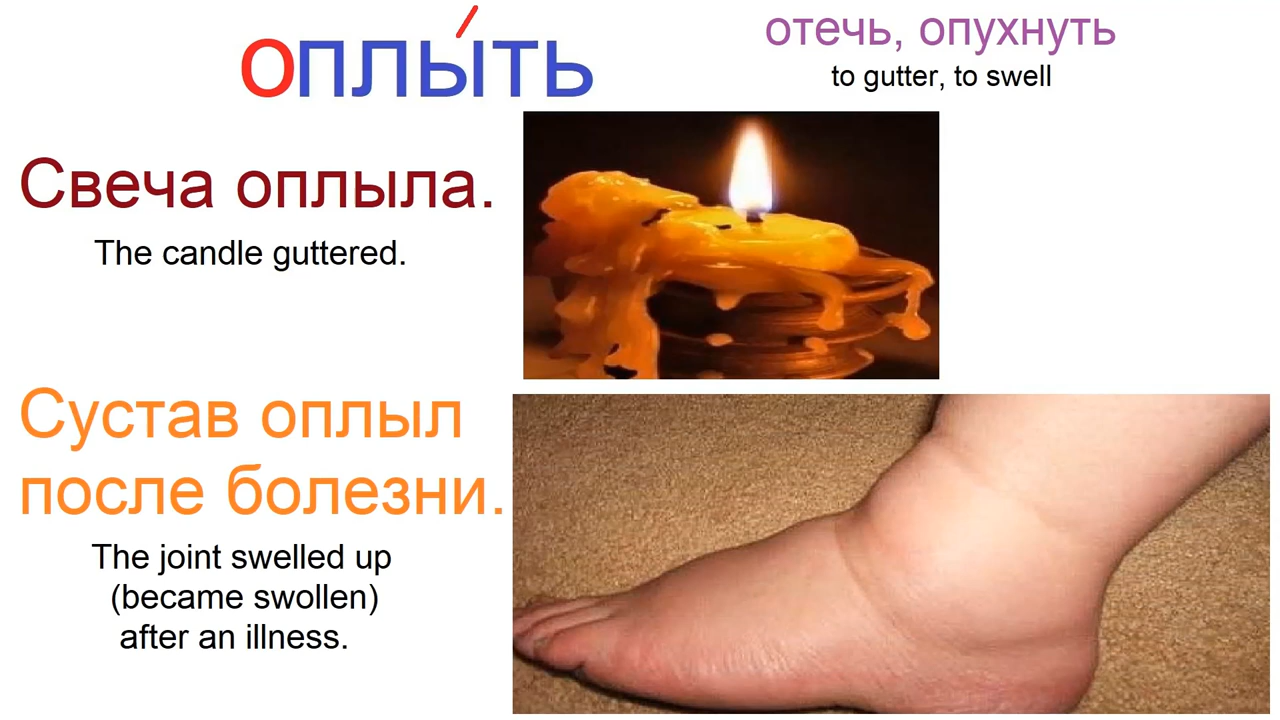 оплы́ть
отечь, опухнуть
to gutter, to swell
Свеча оплыла.
The candle guttered.
Сустав оплыл
после болезни.
The joint swelled up
(became swollen)
after an illness.